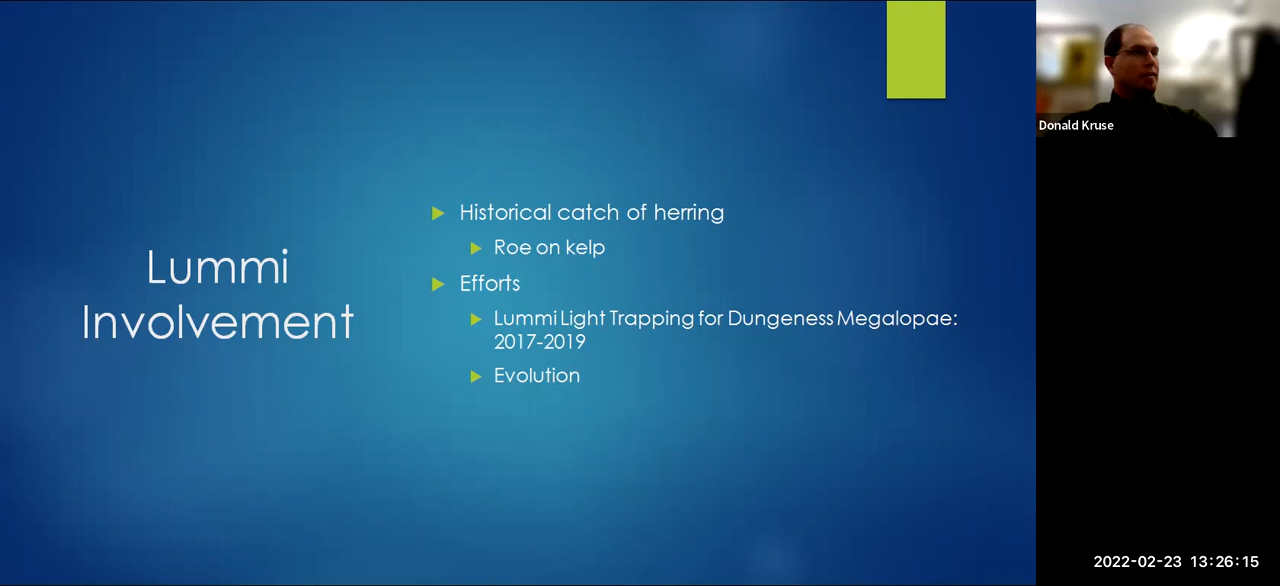 Lummi
Involvement
Historical catch of herring
Roe on kelp
Efforts
Lummi Light Trapping for Dungeness Megalopae:
2017-2019
Evolution
Donald Kruse
2022-02-23 13:26:15